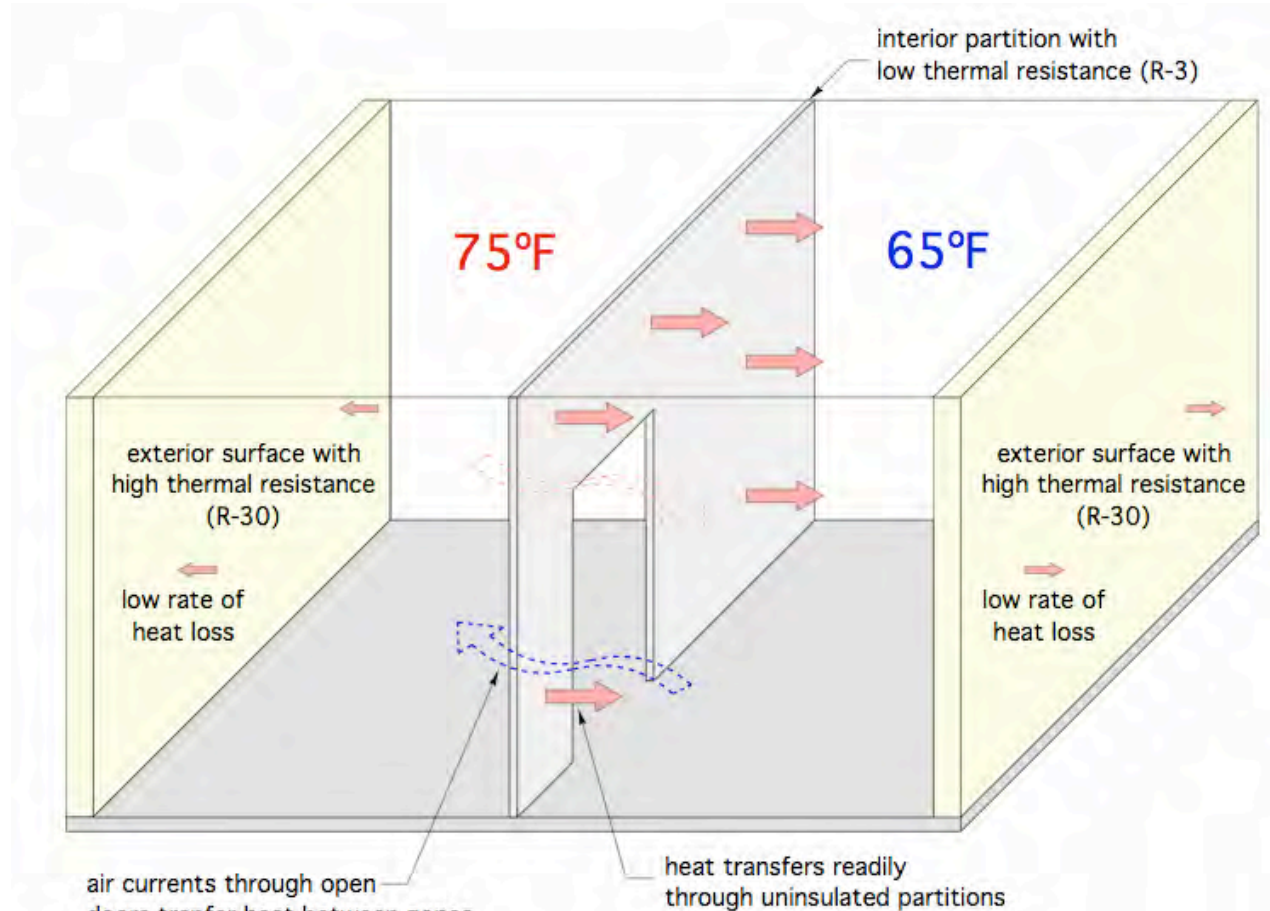 interior partition with
low thermal resistance (R-3)
75ºF
65ºF
exterior surface with
high thermal resistance
(R-30)
exterior surface with
high thermal resistance
(R-30)
low rate of
heat loss
low rate of
heat loss
air currents through open
heat transfers readily
through uninsulated partitions